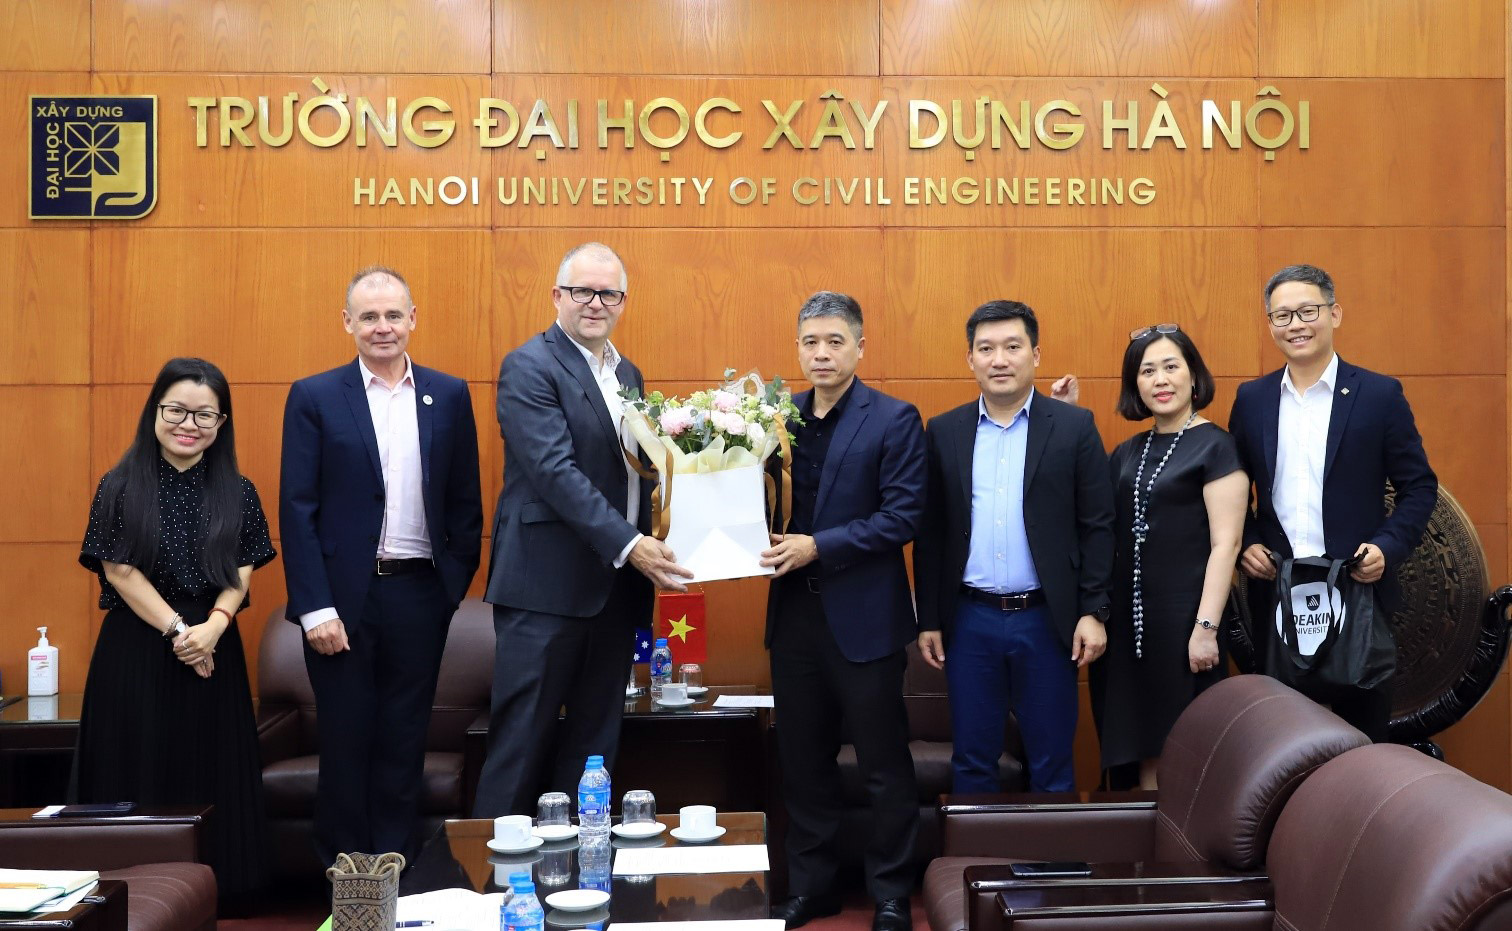 XÂY DỰNG
ĐẠI HỌC
TRƯỜNG ĐẠI HỌC XÂY DỰNG HÀ NỘI
HANOI UNIVERSITY OF CIVIL ENGINEERING
DEAKIN
UNIVERSITY